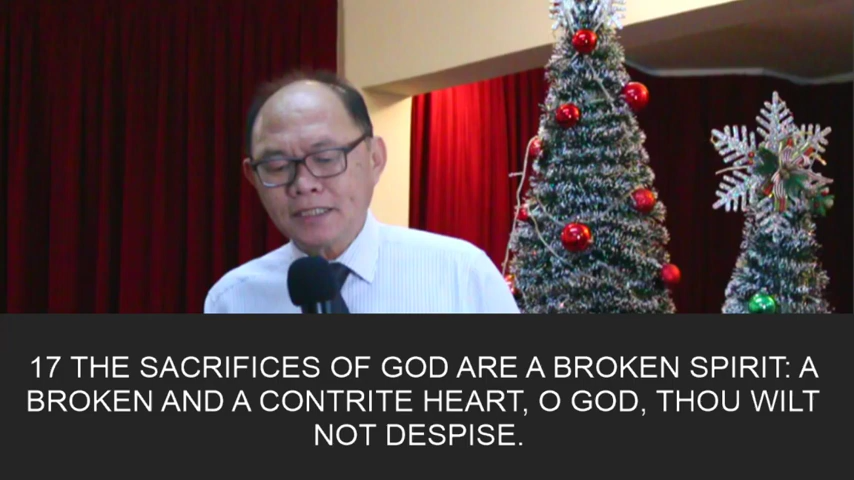 17 THE SACRIFICES OF GOD ARE A BROKEN SPIRIT: A
BROKEN AND A CONTRITE HEART, O GOD, THOU WILT
NOT DESPISE.